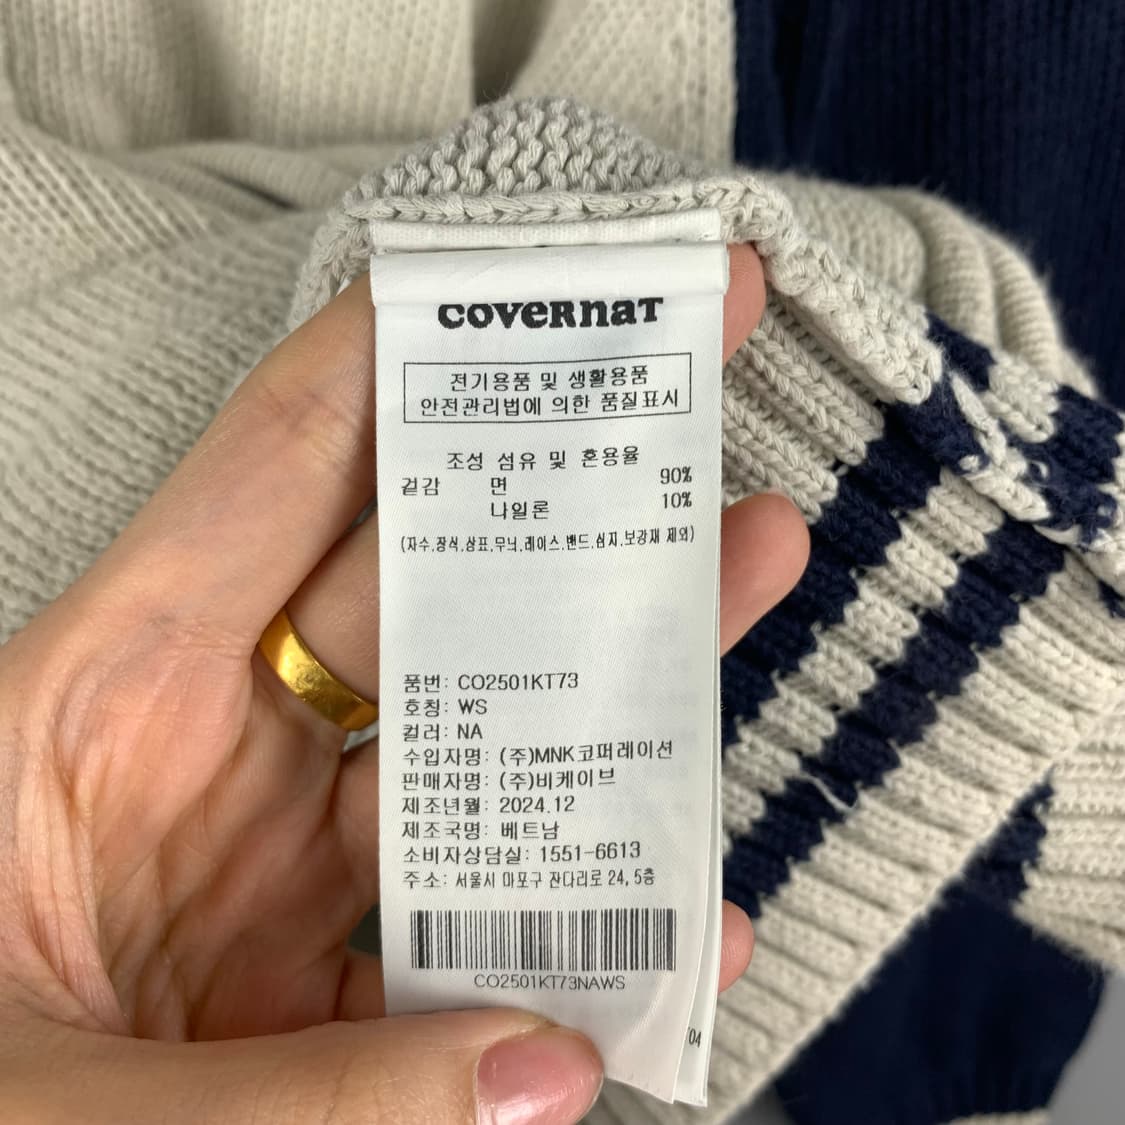 COVERNAT
전기용품 및 생활용품
안전관리법에 의한 품질표시
조성 섬유 및 혼용율
겉감 면 90%
나일론 10%
(자수.장식.상표.무늬.레이스.밴드.심지.보강재 제외)
품번: CO2501KT73
호칭: WS
컬러: NA
수입자명: (주)MNK코퍼레이션
판매자명: (주)비케이브
제조년월: 2024.12
제조국명: 베트남
소비자상담실: 1551-6613
주소: 서울시 마포구 잔다리로 24, 5층
CO2501KT73NAWS
04